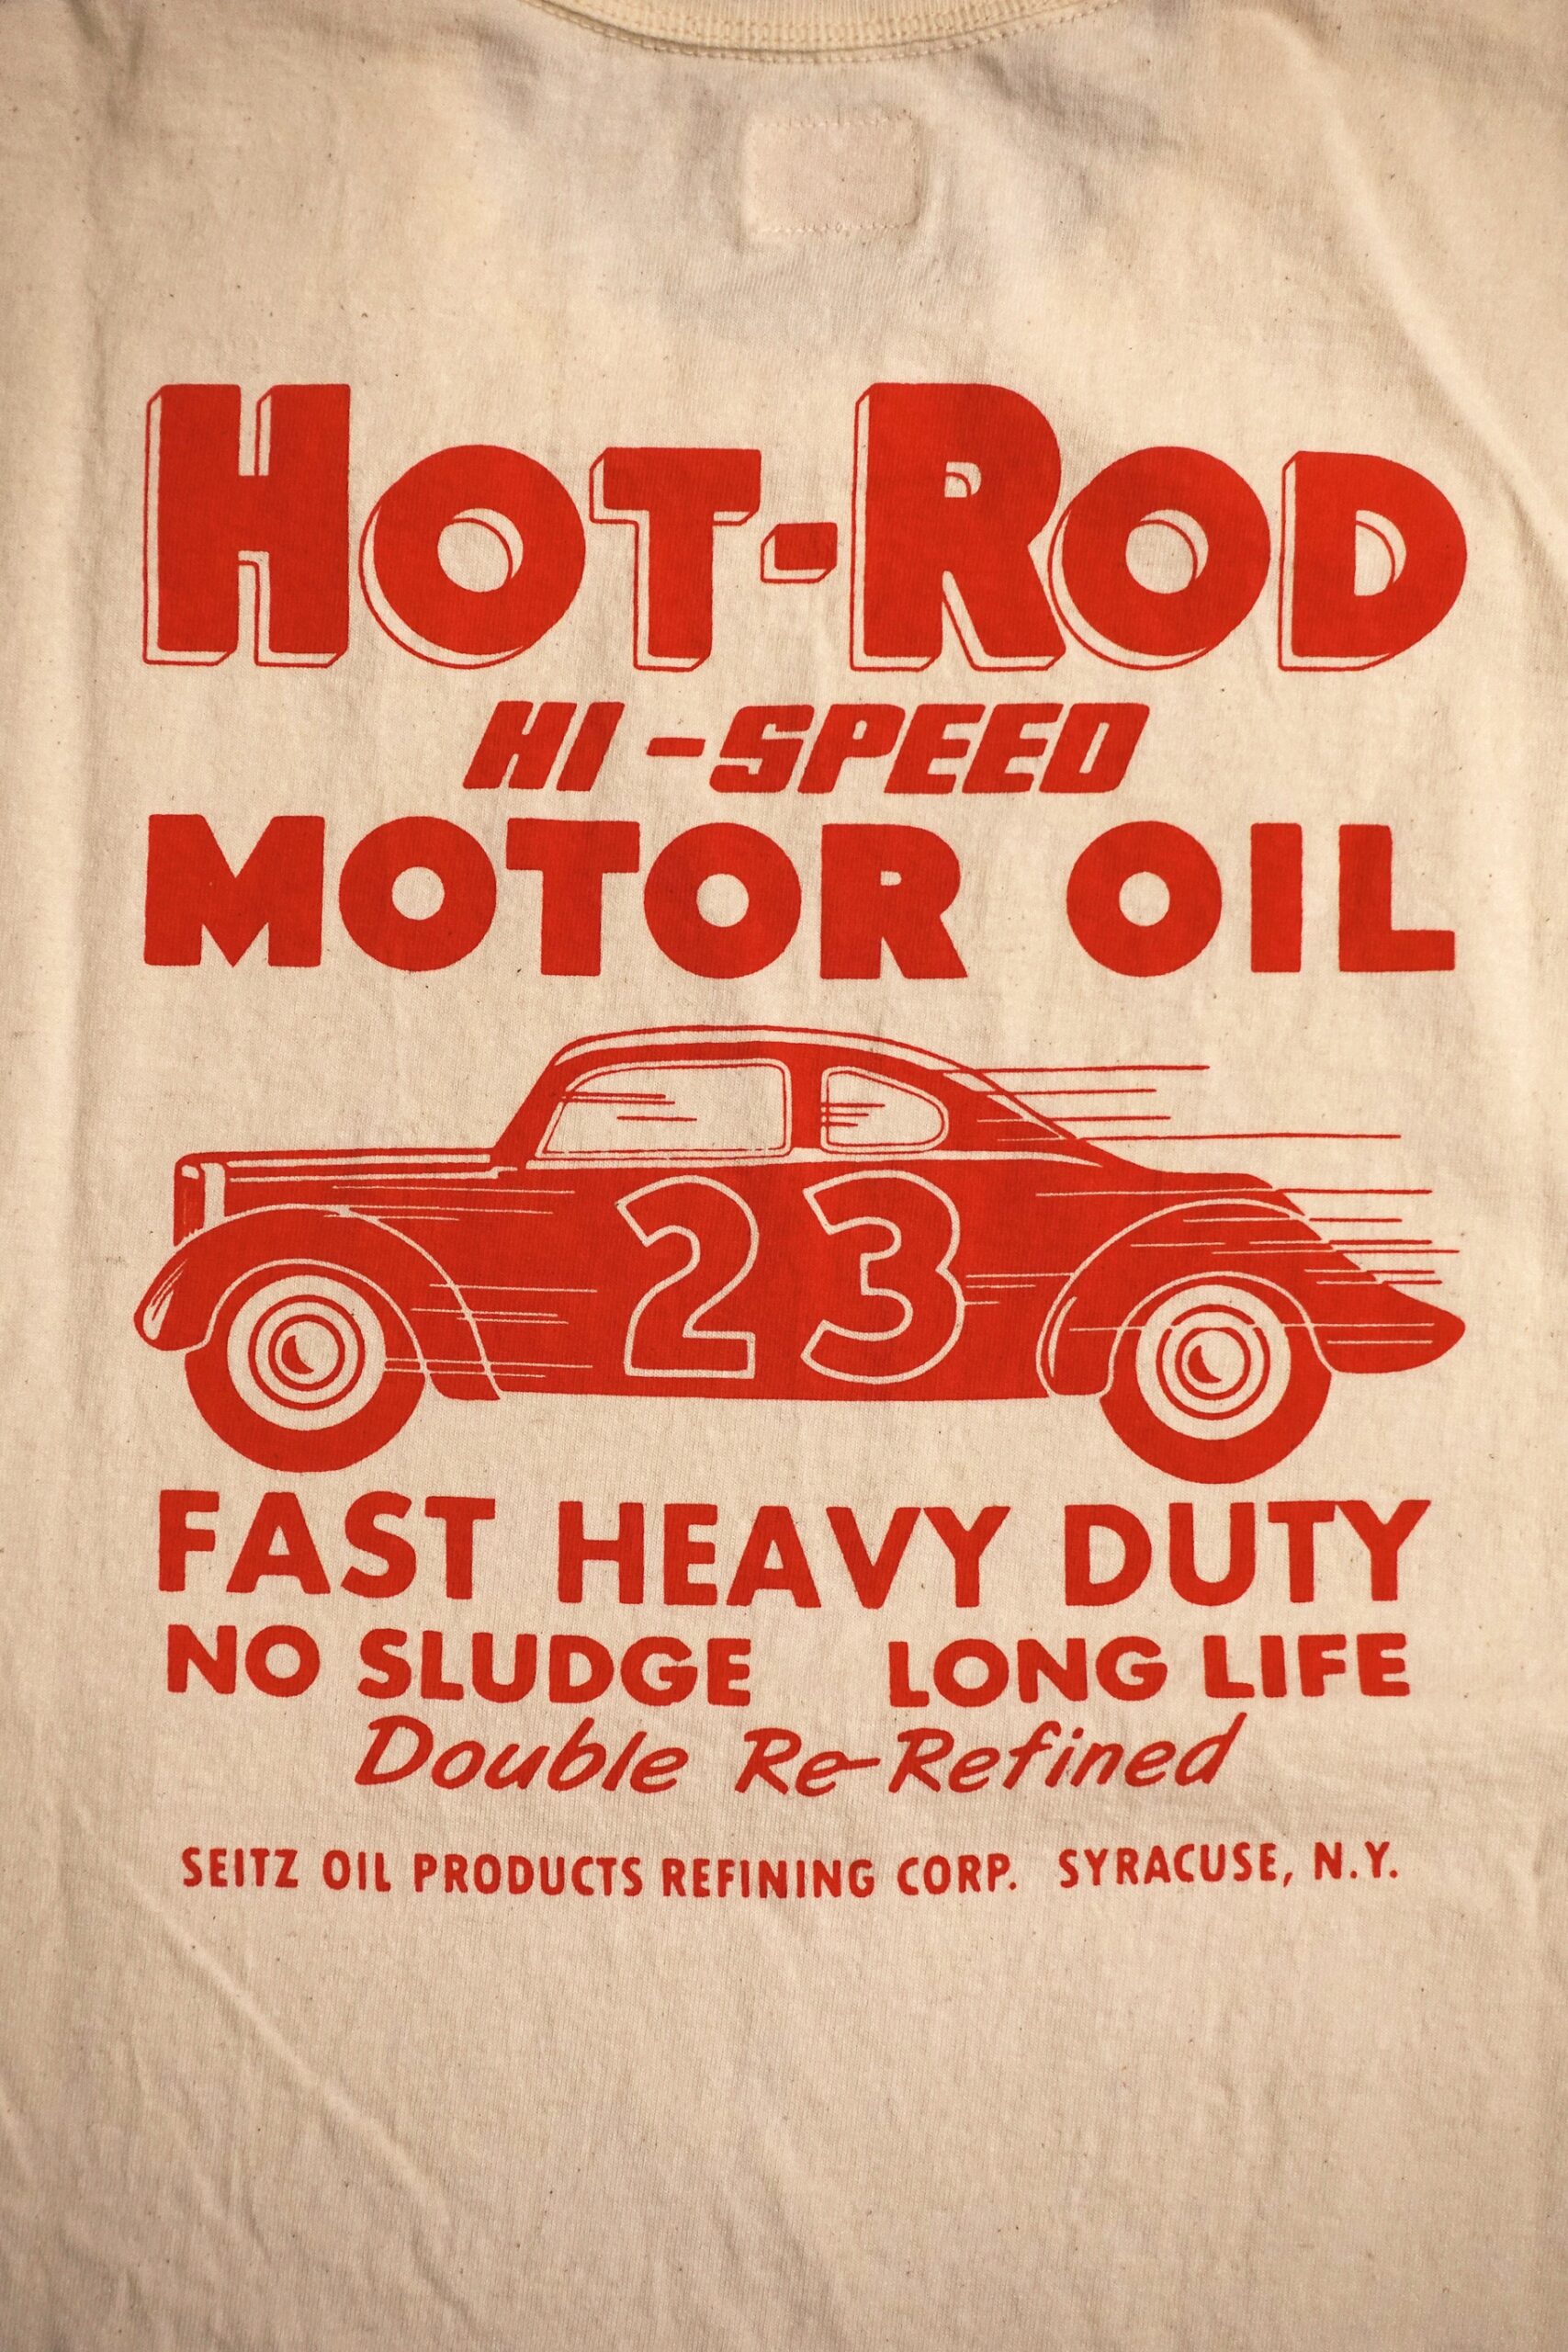 HOT-ROD
HI-SPEED
MOTOR OIL
23
FAST HEAVY DUTY
NO SLUDGE LONG LIFE
Double Re-Refined
SEITZ OIL PRODUCTS REFINING CORP. SYRACUSE, N.Y.